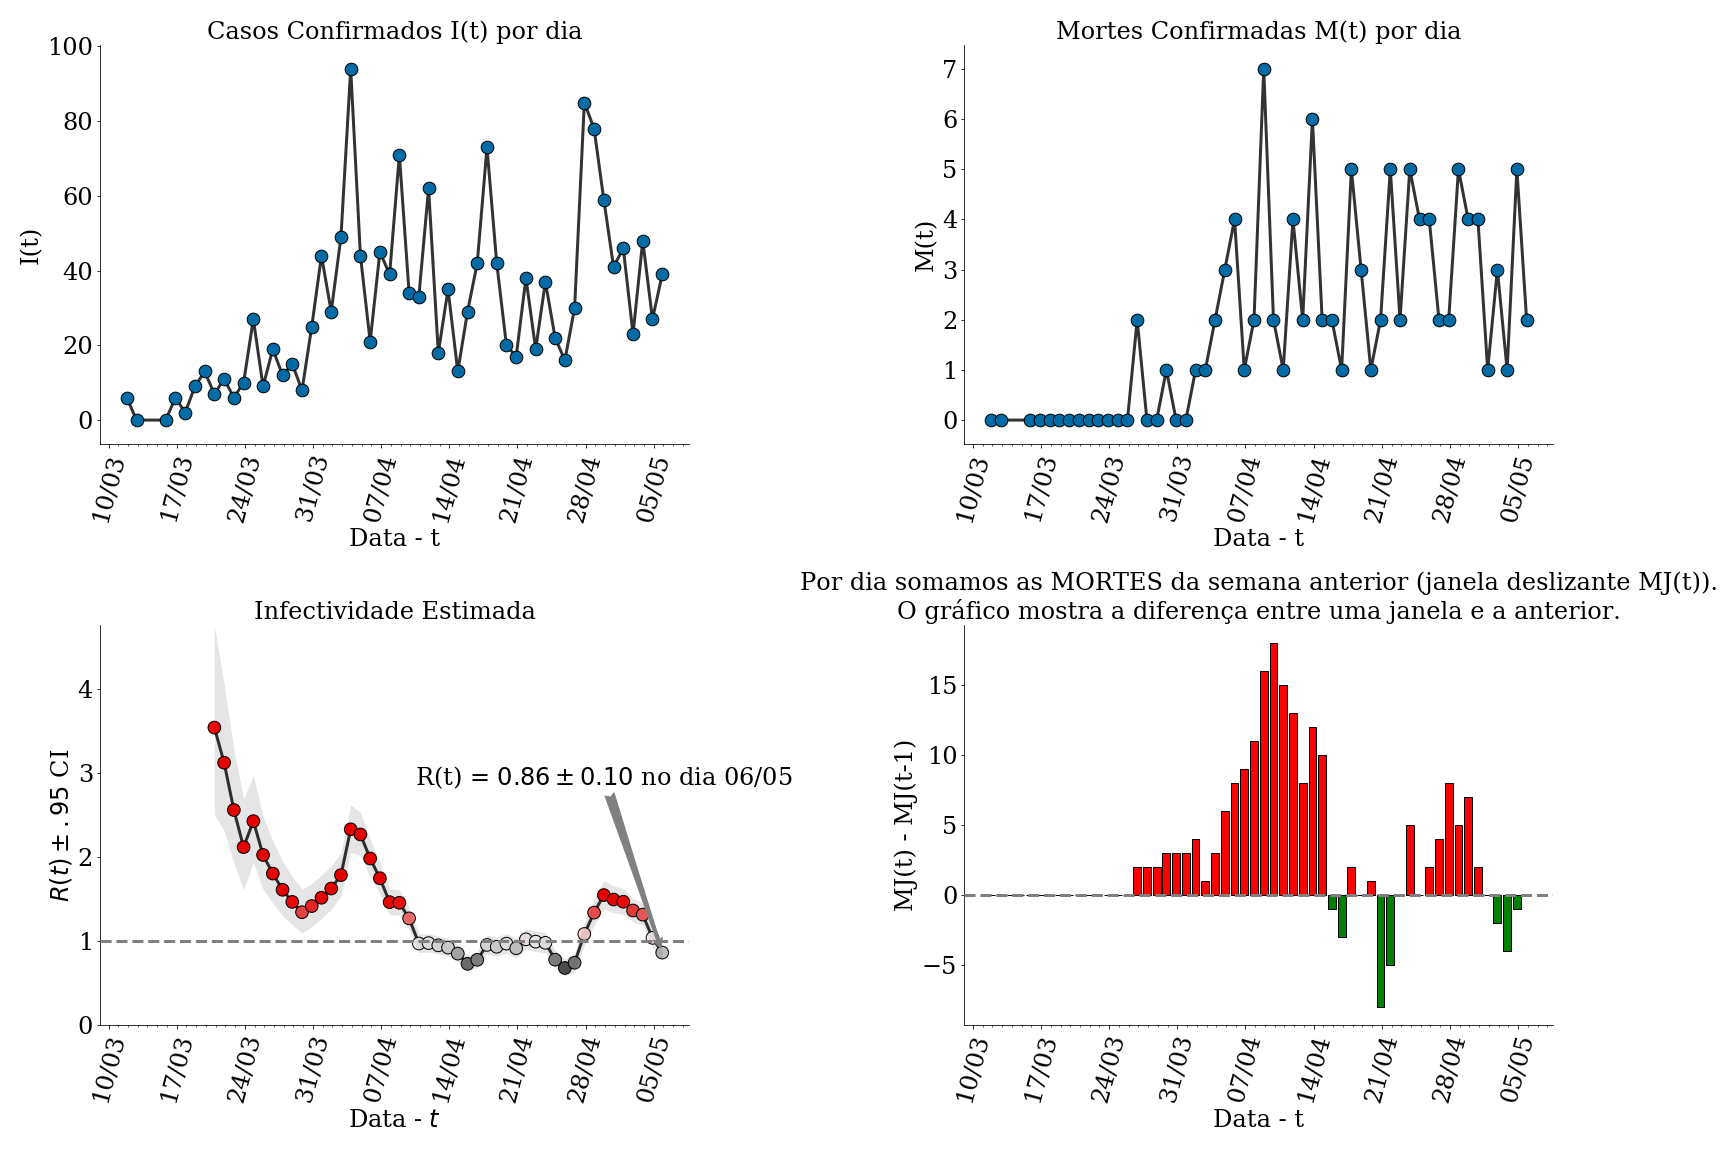 Casos Confirmados I(t) por dia
100
80
60
40
20
0
I(t)
10/03 17/03 24/03 31/03 07/04 14/04 21/04 28/04 05/05
Data - t
Mortes Confirmadas M(t) por dia
7
6
5
4
3
2
1
0
M(t)
10/03 17/03 24/03 31/03 07/04 14/04 21/04 28/04 05/05
Data - t
Infectividade Estimada
4
3
2
1
0
R(t) ± .95 CI
R(t) = 0.86 ± 0.10 no dia 06/05
10/03 17/03 24/03 31/03 07/04 14/04 21/04 28/04 05/05
Data - t
Por dia somamos as MORTES da semana anterior (janela deslizante MJ(t)).
O gráfico mostra a diferença entre uma janela e a anterior.
15
10
5
0
−5
MJ(t) - MJ(t-1)
10/03 17/03 24/03 31/03 07/04 14/04 21/04 28/04 05/05
Data - t